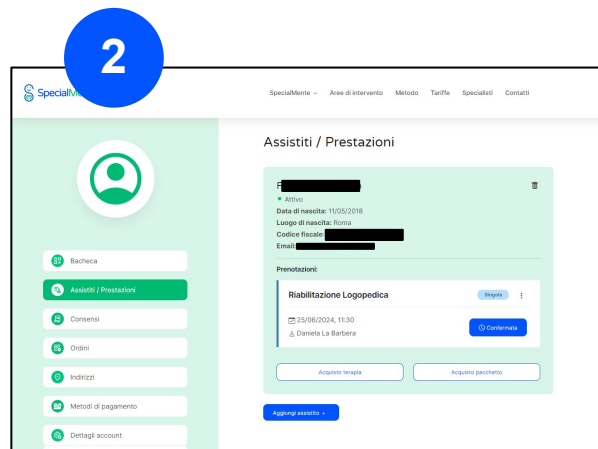 2
SpecialMente
SpecialMente Aree di intervento Metodo Tariffe Specialisti Contatti
Assistiti / Prestazioni
Attivo
Data di nascita: 11/05/2018
Luogo di nascita: Roma
Codice fiscale:
Email:
Prenotazioni:
Riabilitazione Logopedica Singola
25/06/2024, 11:30
Daniela La Barbera
Confermata
Acquisto terapia Acquisto pacchetto
Aggiungi assistito +
Bacheca
Assistiti / Prestazioni
Consensi
Ordini
Indirizzi
Metodi di pagamento
Dettagli account